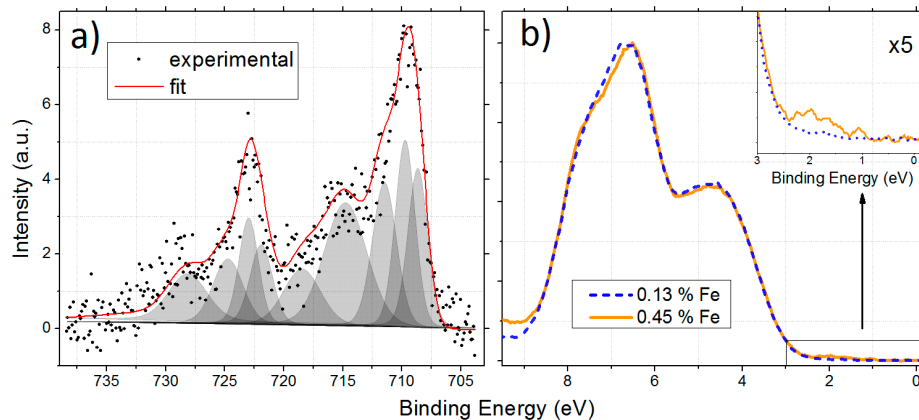 a)
experimental
fit
Intensity (a.u.)
8
6
4
2
0
735
730
725
720
715
710
705
b)
x5
3
2
1
0
Binding Energy (eV)
0.13 % Fe
0.45 % Fe
8
6
4
2
0
Binding Energy (eV)